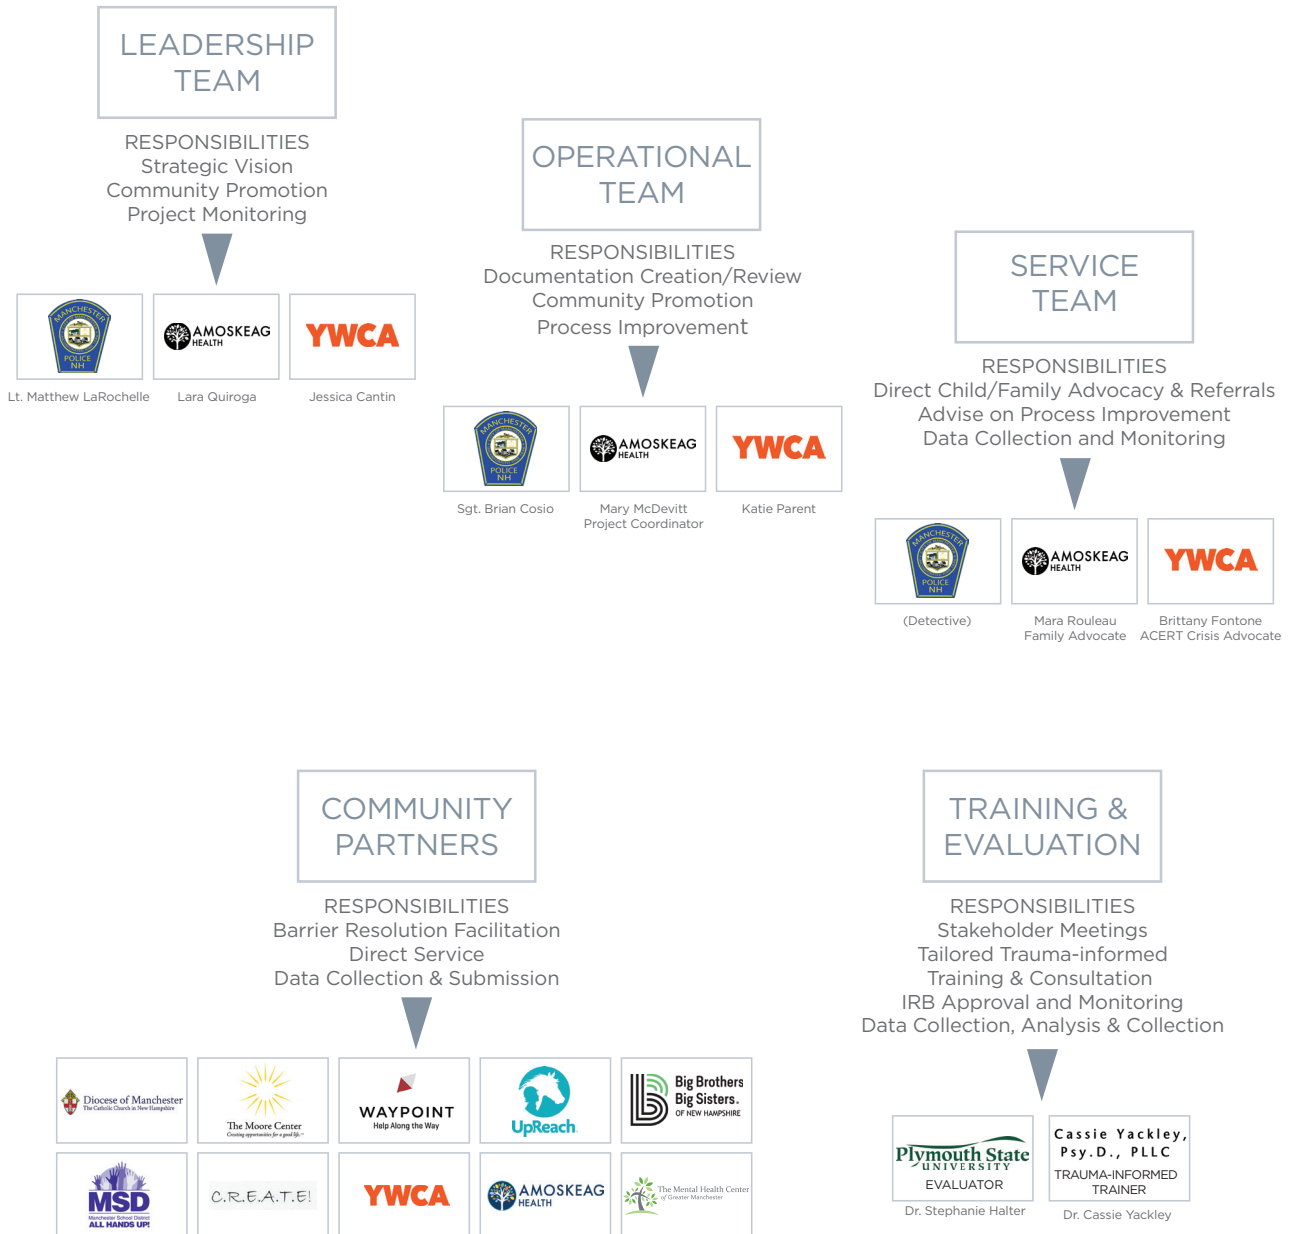 LEADERSHIP
TEAM
RESPONSIBILITIES
Strategic Vision
Community Promotion
Project Monitoring
MANCHESTER
POLICE
NH
AMOSKEAG
HEALTH
YWCA
Lt. Matthew LaRochelle
Lara Quiroga
Jessica Cantin
OPERATIONAL
TEAM
RESPONSIBILITIES
Documentation Creation/Review
Community Promotion
Process Improvement
MANCHESTER
POLICE
NH
AMOSKEAG
HEALTH
YWCA
Sgt. Brian Cosio
Mary McDevitt
Project Coordinator
Katie Parent
SERVICE
TEAM
RESPONSIBILITIES
Direct Child/Family Advocacy & Referrals
Advise on Process Improvement
Data Collection and Monitoring
MANCHESTER
POLICE
NH
AMOSKEAG
HEALTH
YWCA
(Detective)
Mara Rouleau
Family Advocate
Brittany Fontone
ACERT Crisis Advocate
COMMUNITY
PARTNERS
RESPONSIBILITIES
Barrier Resolution Facilitation
Direct Service
Data Collection & Submission
Diocese of Manchester
The Catholic Church in New Hampshire
The Moore Center
Creating opportunities for a good life.
WAYPOINT
Help Along the Way
UpReach
Big Brothers
Big Sisters.
OF NEW HAMPSHIRE
MSD
Manchester School District
ALL HANDS UP!
C.R.E.A.T.E!
YWCA
AMOSKEAG
HEALTH
The Mental Health Center
of Greater Manchester
TRAINING &
EVALUATION
RESPONSIBILITIES
Stakeholder Meetings
Tailored Trauma-informed
Training & Consultation
IRB Approval and Monitoring
Data Collection, Analysis & Collection
Plymouth State
UNIVERSITY
EVALUATOR
Dr. Stephanie Halter
Cassie Yackley,
Psy.D., PLLC
TRAUMA-INFORMED
TRAINER
Dr. Cassie Yackley